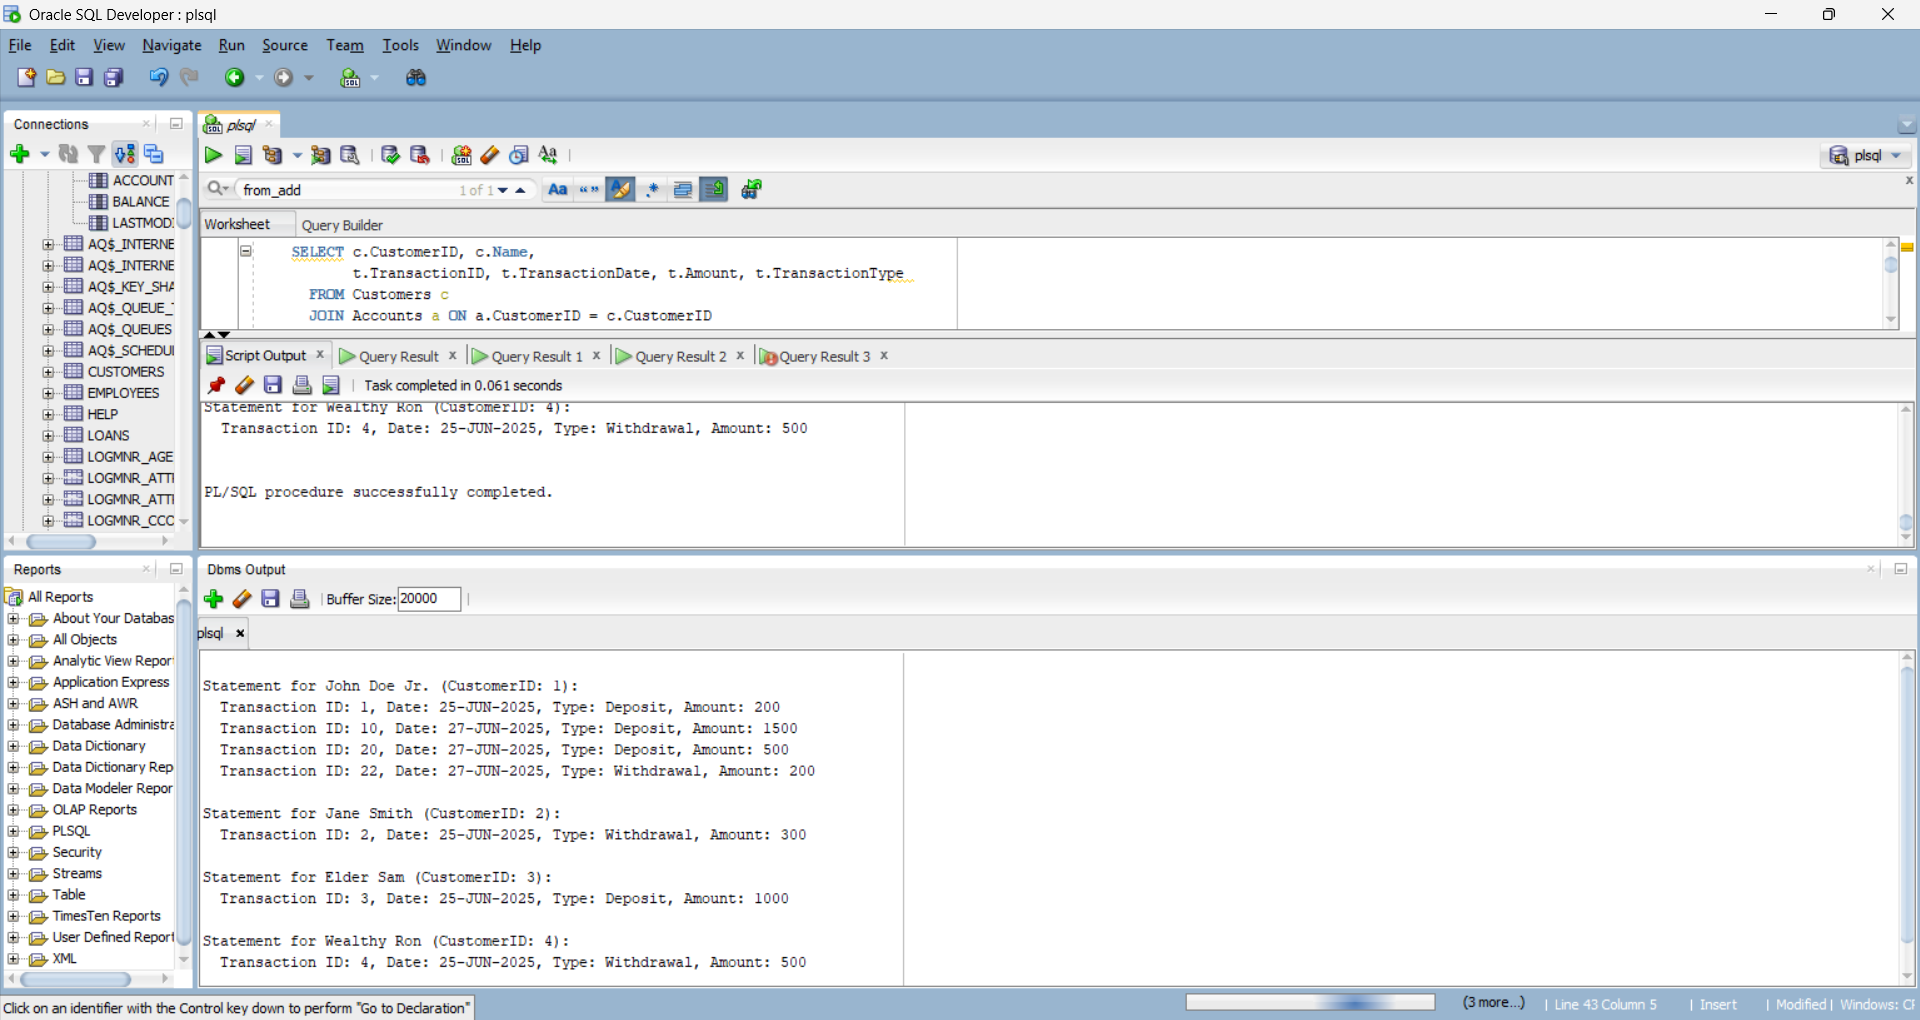 Oracle SQL Developer : plsql
File Edit View Navigate Run Source Team Tools Window Help
Connections
plsql
plsql
from_add 1 of 1 Aa “ ” .*
Worksheet Query Builder
SELECT c.CustomerID, c.Name,
t.TransactionID, t.TransactionDate, t.Amount, t.TransactionType
FROM Customers c
JOIN Accounts a ON a.CustomerID = c.CustomerID
ACCOUNT
BALANCE
LASTMOD
AQ$_INTERNE
AQ$_INTERNE
AQ$_KEY_SHA
AQ$_QUEUE_
AQ$_QUEUES
AQ$_SCHEDUL
CUSTOMERS
EMPLOYEES
HELP
LOANS
LOGMNR_AGE
LOGMNR_ATT
LOGMNR_ATT
LOGMNR_CCC
Script Output Query Result Query Result 1 Query Result 2 Query Result 3
Task completed in 0.061 seconds
Statement for Wealthy Ron (CustomerID: 4):
Transaction ID: 4, Date: 25-JUN-2025, Type: Withdrawal, Amount: 500
PL/SQL procedure successfully completed.
Reports
All Reports
About Your Databas
All Objects
Analytic View Repor
Application Express
ASH and AWR
Database Administra
Data Dictionary
Data Dictionary Rep
Data Modeler Repor
OLAP Reports
PLSQL
Security
Streams
Table
TimesTen Reports
User Defined Report
XML
Dbms Output
Buffer Size: 20000
plsql
Statement for John Doe Jr. (CustomerID: 1):
Transaction ID: 1, Date: 25-JUN-2025, Type: Deposit, Amount: 200
Transaction ID: 10, Date: 27-JUN-2025, Type: Deposit, Amount: 1500
Transaction ID: 20, Date: 27-JUN-2025, Type: Deposit, Amount: 500
Transaction ID: 22, Date: 27-JUN-2025, Type: Withdrawal, Amount: 200
Statement for Jane Smith (CustomerID: 2):
Transaction ID: 2, Date: 25-JUN-2025, Type: Withdrawal, Amount: 300
Statement for Elder Sam (CustomerID: 3):
Transaction ID: 3, Date: 25-JUN-2025, Type: Deposit, Amount: 1000
Statement for Wealthy Ron (CustomerID: 4):
Transaction ID: 4, Date: 25-JUN-2025, Type: Withdrawal, Amount: 500
Click on an identifier with the Control key down to perform "Go to Declaration" (3 more...) | Line 43 Column 5 | Insert | Modified | Windows: C